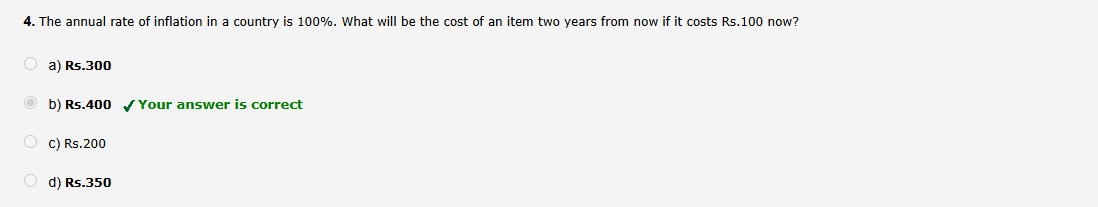 4. The annual rate of inflation in a country is 100%. What will be the cost of an item two years from now if it costs Rs.100 now?
a) Rs.300
b) Rs.400 ✓Your answer is correct
c) Rs.200
d) Rs.350